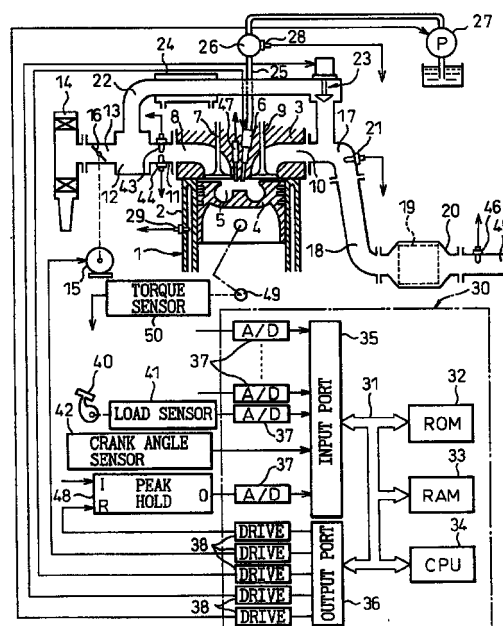 24
26
28
P
27
14
22
25
23
16
13
47
6
7
8
9
3
17
21
43
12
44
11
10
19
20
46
45
29
2
5
4
18
1
15
TORQUE SENSOR
50
49
30
A/D
35
37
31
32
40
41
A/D
ROM
42
LOAD SENSOR
A/D
INPUT PORT
37
CRANK ANGLE SENSOR
33
37
RAM
I
PEAK HOLD
O
A/D
48
R
34
DRIVE
38
DRIVE
CPU
DRIVE
OUTPUT PORT
DRIVE
38
DRIVE
36